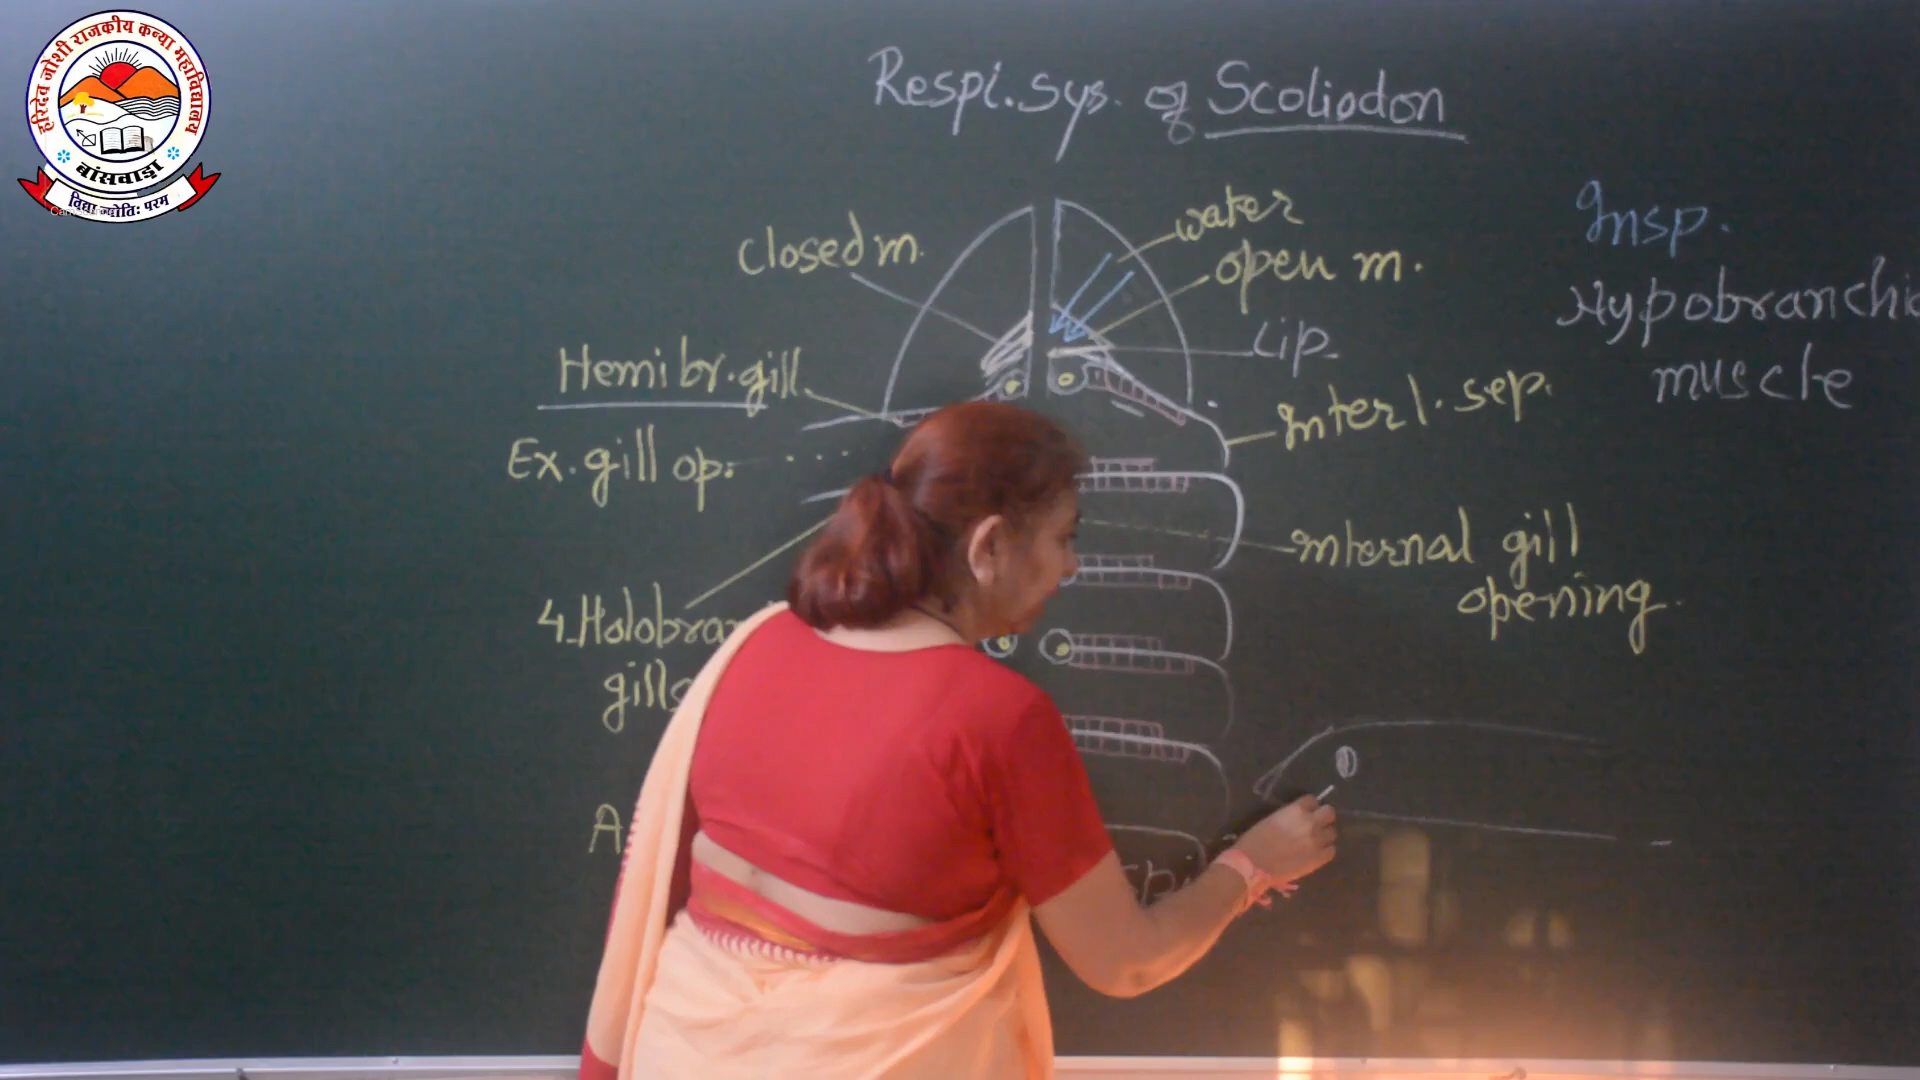 हरिदेव जोशी राजकीय कन्या महाविद्यालय
बांसवाड़ा
विद्या ज्योतिः परम
Respi. Sys. of Scoliodon
closed m.
water
open m.
Lip
Hemi br. gill.
Ex. gill op.
Inter l. sep.
Internal gill
opening.
4. Holobra
gills
A
Insp.
Hypobranchi
muscle